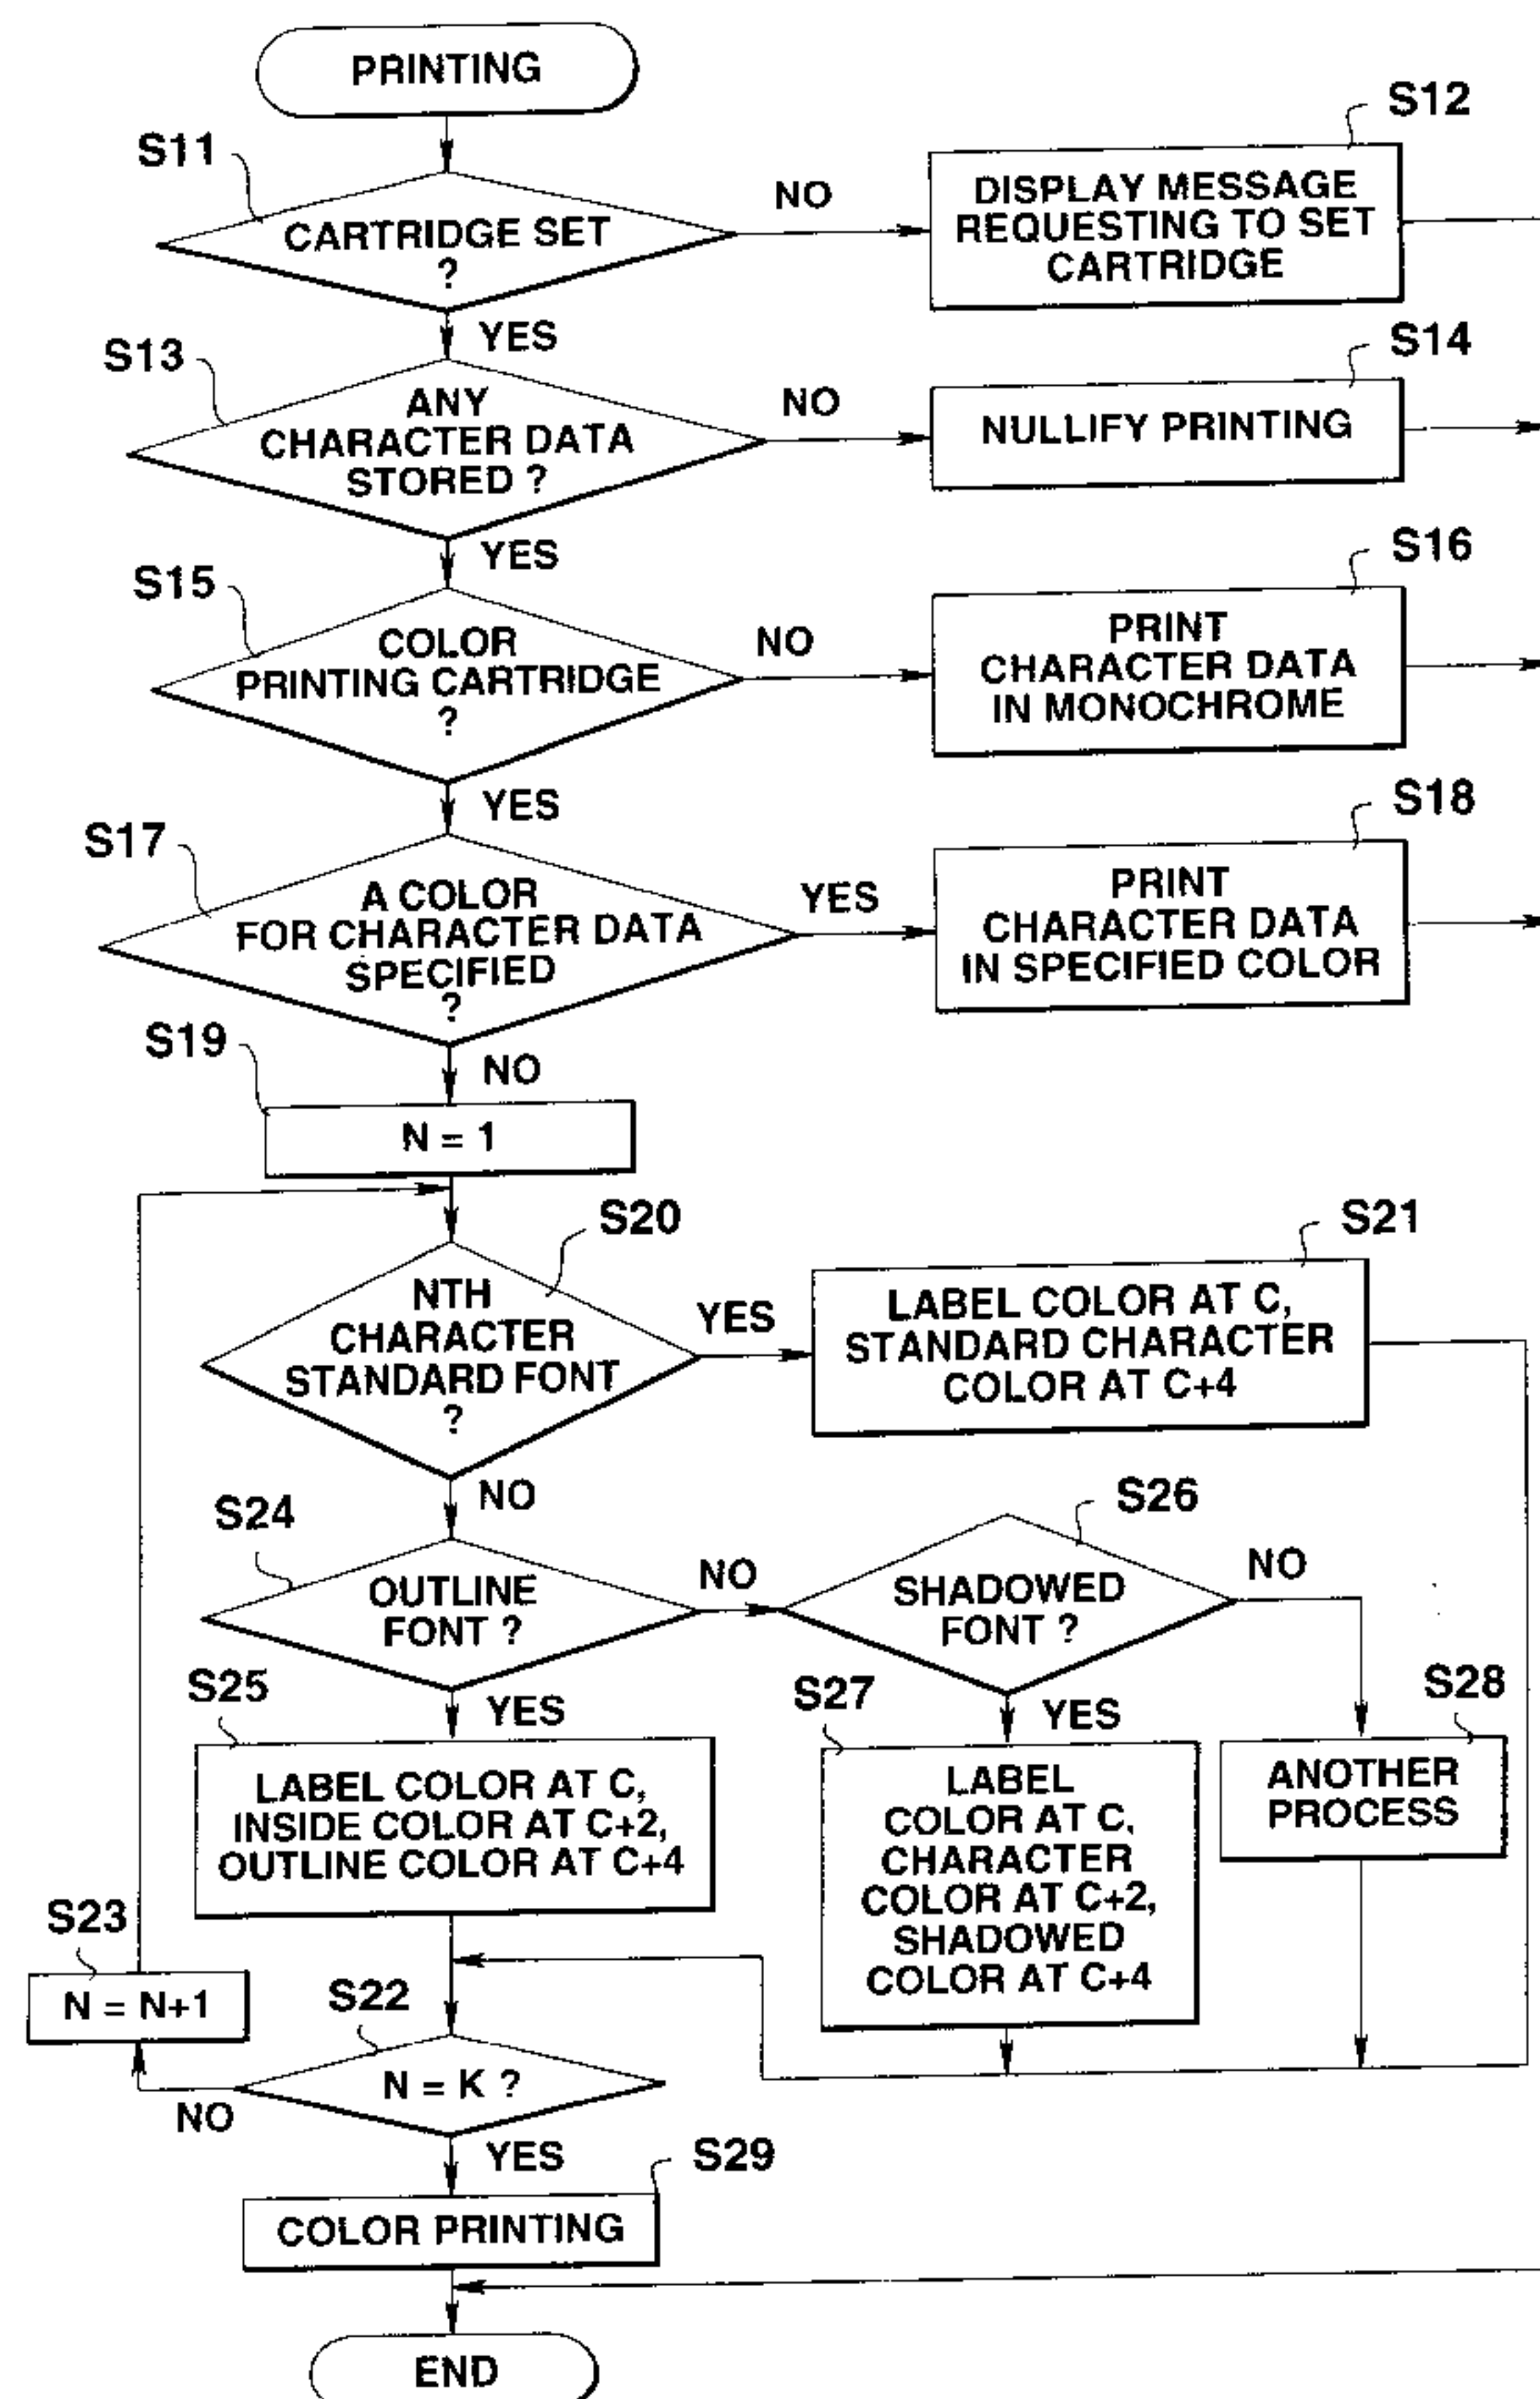 PRINTING
S11
CARTRIDGE SET
?
NO
S12
DISPLAY MESSAGE
REQUESTING TO SET
CARTRIDGE
YES
S13
ANY
CHARACTER DATA
STORED ?
NO
S14
NULLIFY PRINTING
YES
S15
COLOR
PRINTING CARTRIDGE
?
NO
S16
PRINT
CHARACTER DATA
IN MONOCHROME
YES
S17
A COLOR
FOR CHARACTER DATA
SPECIFIED
?
YES
S18
PRINT
CHARACTER DATA
IN SPECIFIED COLOR
NO
S19
N = 1
S20
NTH
CHARACTER
STANDARD FONT
?
YES
S21
LABEL COLOR AT C,
STANDARD CHARACTER
COLOR AT C+4
NO
S24
OUTLINE
FONT ?
NO
S26
SHADOWED
FONT ?
NO
YES
S25
LABEL COLOR AT C,
INSIDE COLOR AT C+2,
OUTLINE COLOR AT C+4
YES
S27
LABEL
COLOR AT C,
CHARACTER
COLOR AT C+2,
SHADOWED
COLOR AT C+4
S28
ANOTHER
PROCESS
S23
N = N+1
S22
N = K ?
NO
YES
S29
COLOR PRINTING
END